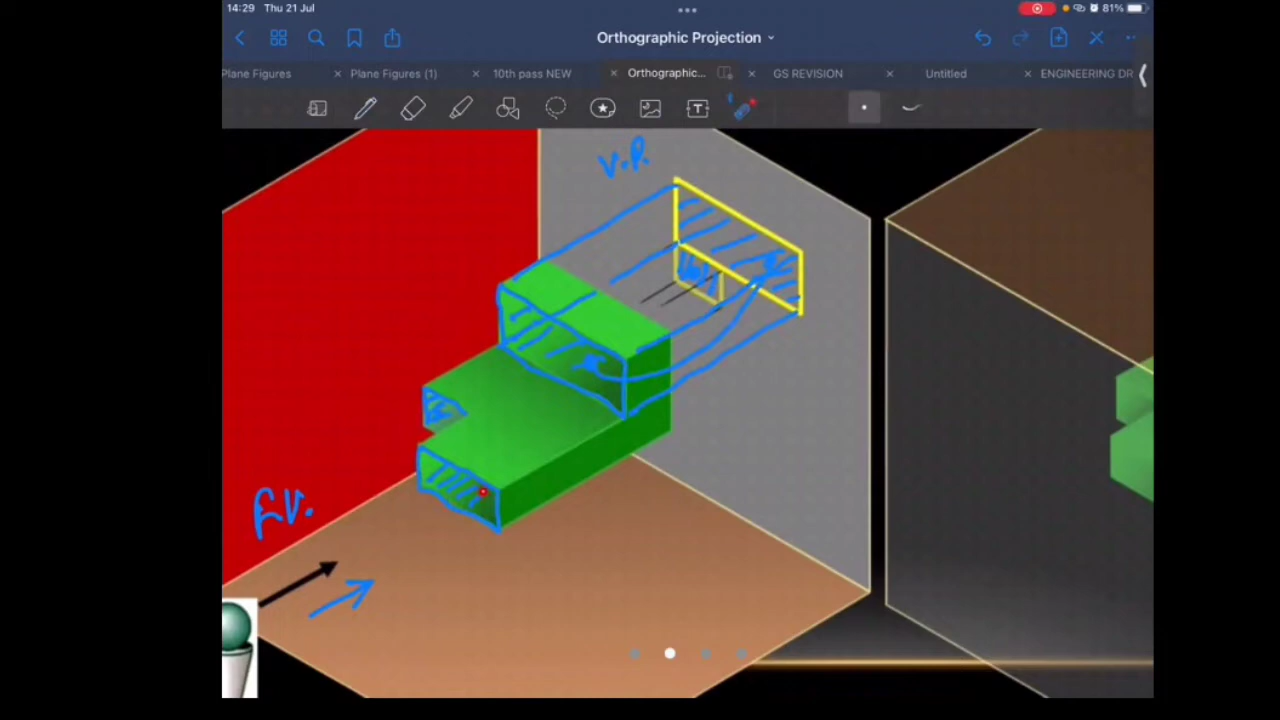 14:29 Thu 21 Jul
81%
Orthographic Projection
Plane Figures
Plane Figures (1)
10th pass NEW
Orthographic...
GS REVISION
Untitled
ENGINEERING DR
V.P.
F.V.